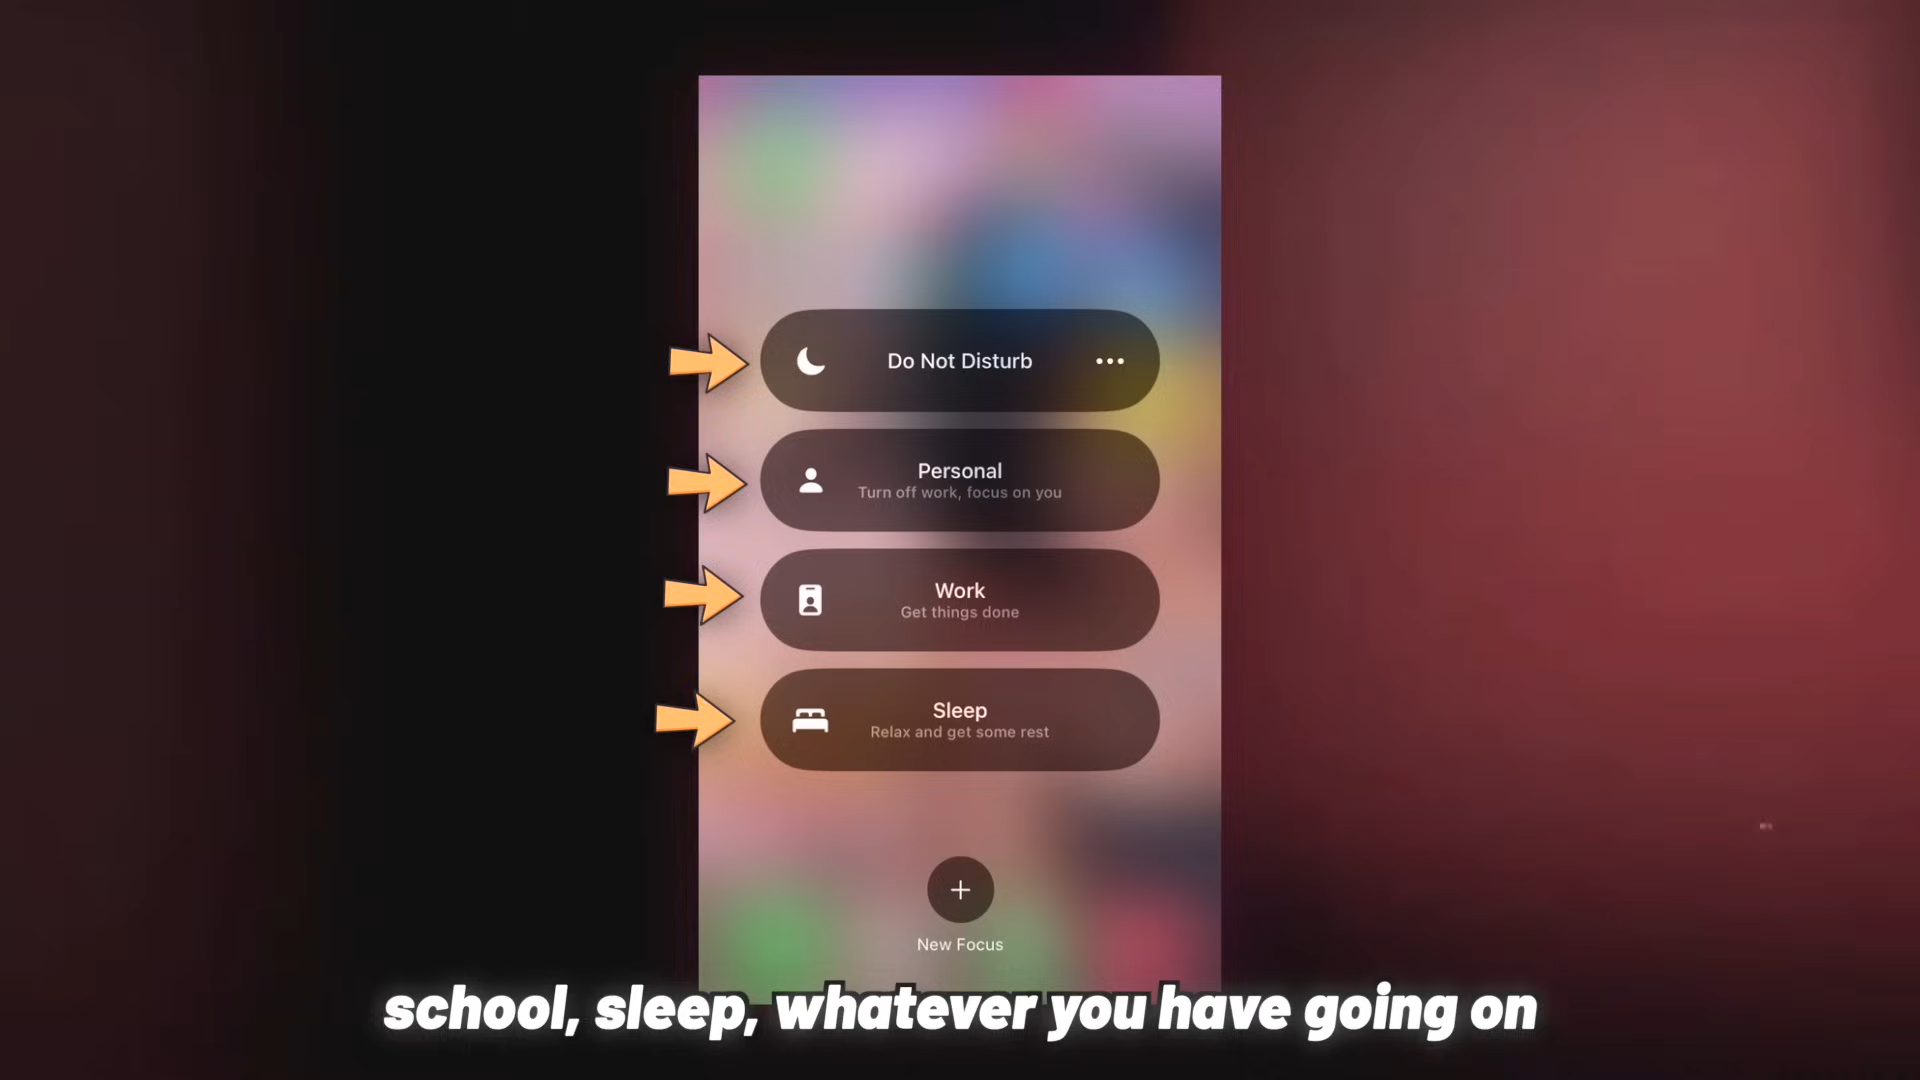 Do Not Disturb
Personal
Turn off work, focus on you
Work
Get things done
Sleep
Relax and get some rest
New Focus
school, sleep, whatever you have going on